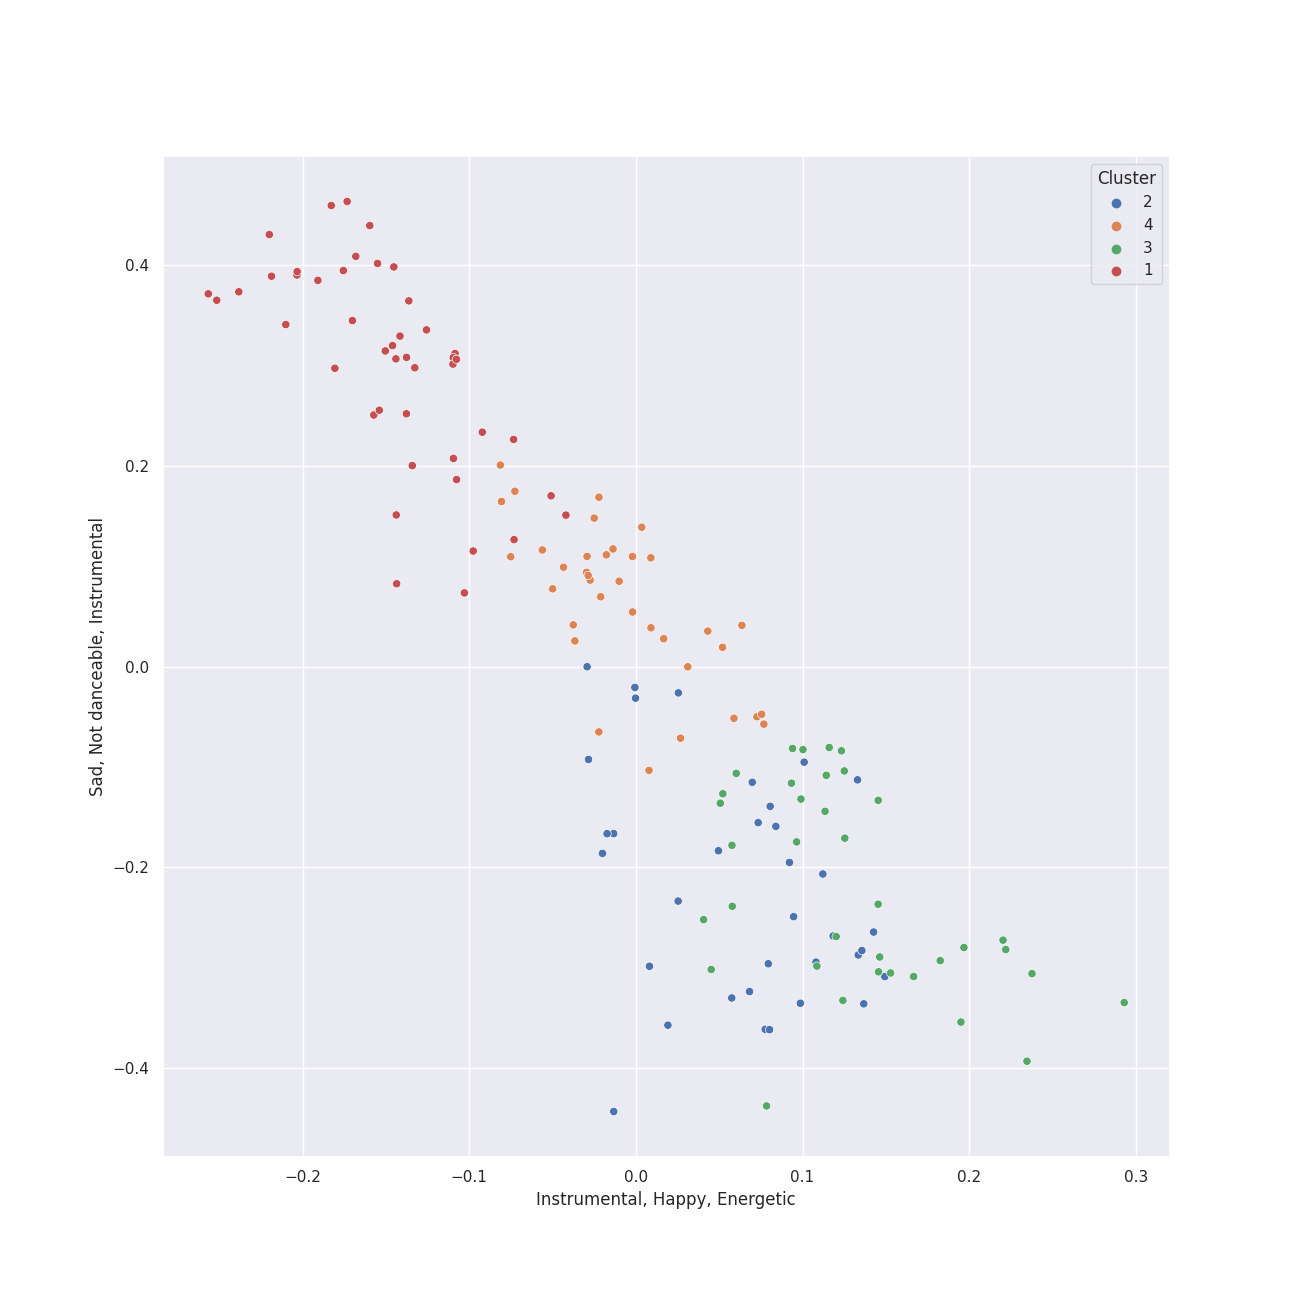 Cluster
2
4
3
1
0.4
0.2
0.0
−0.2
−0.4
Sad, Not danceable, Instrumental
−0.2 −0.1 0.0 0.1 0.2 0.3
Instrumental, Happy, Energetic